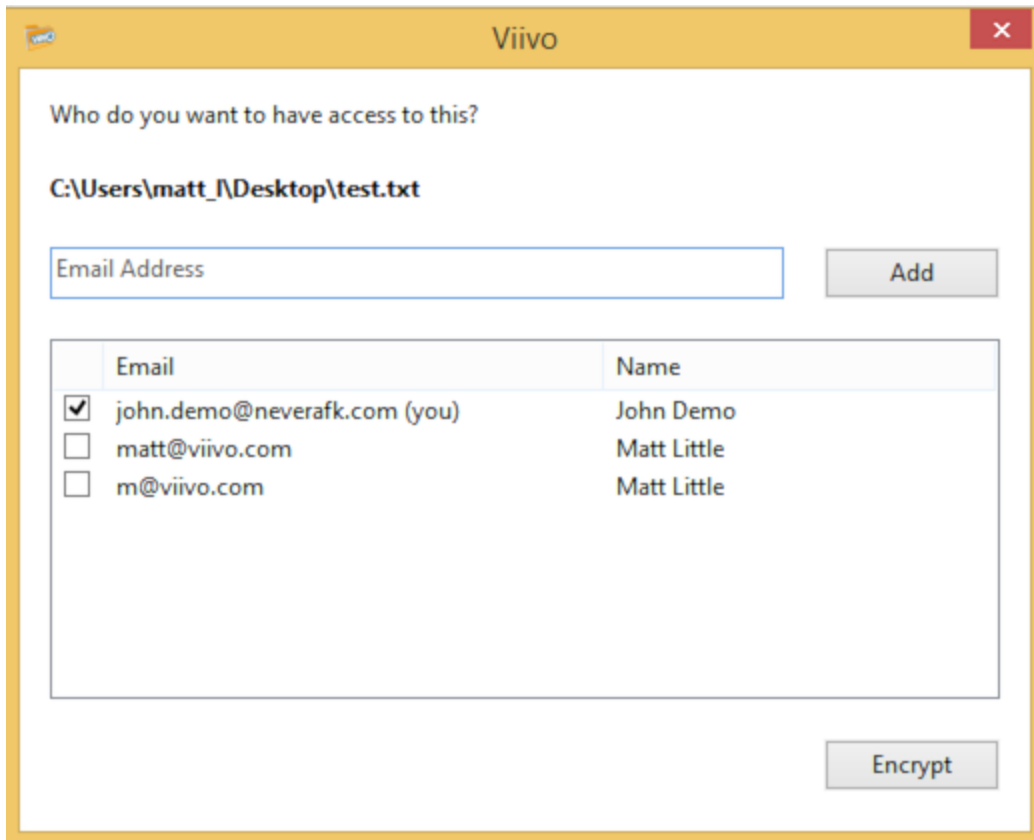 Viivo
Who do you want to have access to this?
C:\Users\matt_l\Desktop\test.txt
Email Address Add
Email Name
john.demo@neverafk.com (you) John Demo
matt@viivo.com Matt Little
m@viivo.com Matt Little
Encrypt